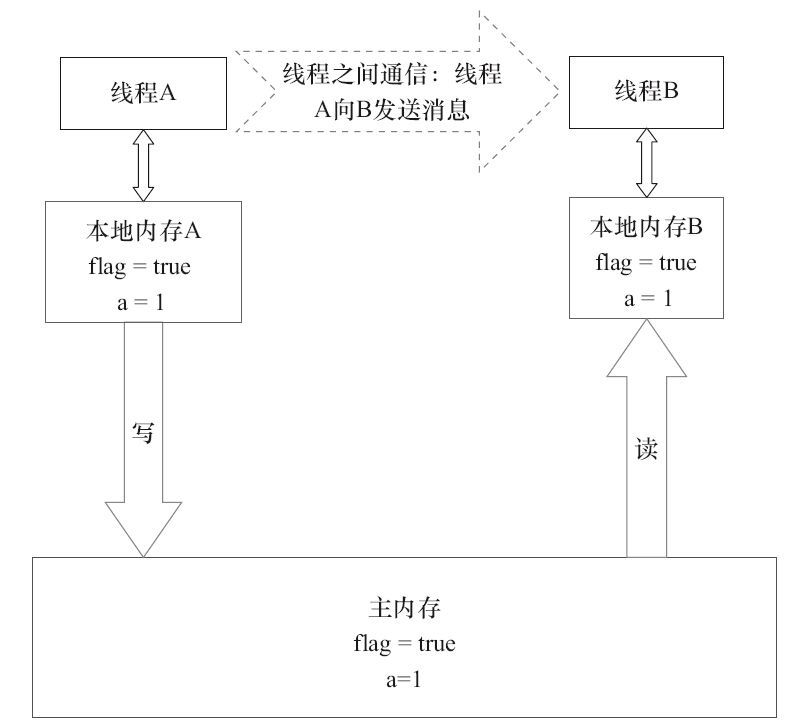 线程A
线程之间通信：线程
A向B发送消息
线程B
本地内存A
flag = true
a = 1
本地内存B
flag = true
a = 1
写
读
主内存
flag = true
a=1